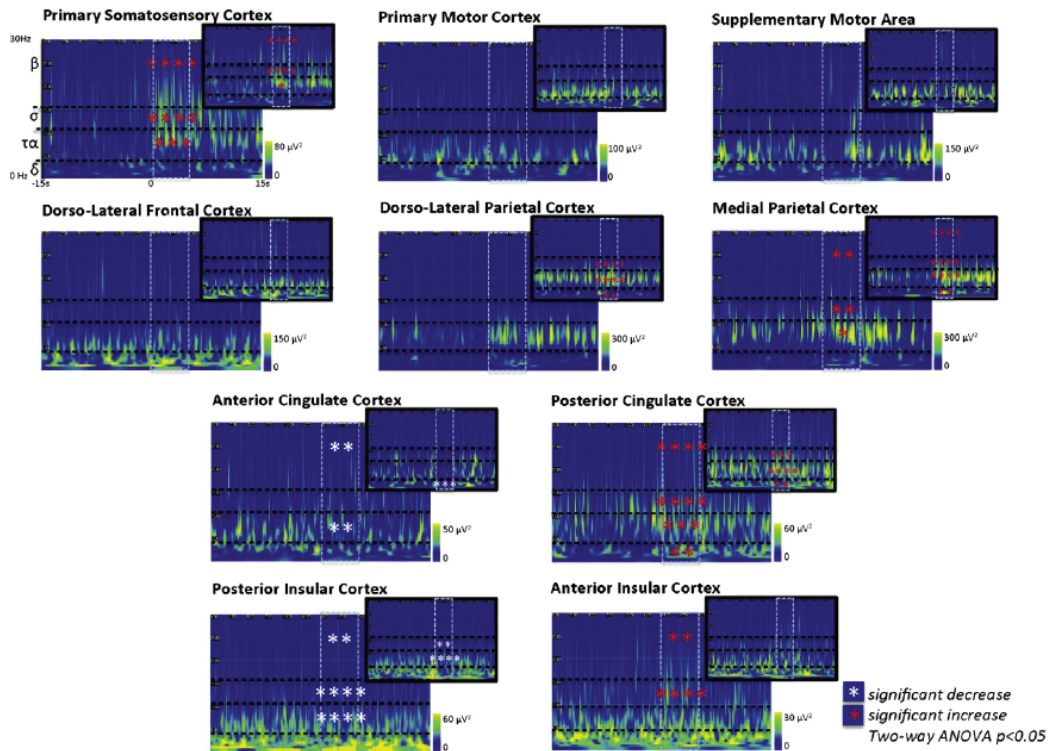 Primary Somatosensory Cortex
Primary Motor Cortex
Supplementary Motor Area
30Hz
β
σ
τα
δ
0 Hz
-15s
0
15s
80 μV²
0
100 μV²
0
150 μV²
0
Dorso-Lateral Frontal Cortex
Dorso-Lateral Parietal Cortex
Medial Parietal Cortex
150 μV²
0
300 μV²
0
300 μV²
0
Anterior Cingulate Cortex
Posterior Cingulate Cortex
50 μV²
0
60 μV²
0
Posterior Insular Cortex
Anterior Insular Cortex
60 μV²
0
30 μV²
0
* significant decrease
* significant increase
Two-way ANOVA p<0.05